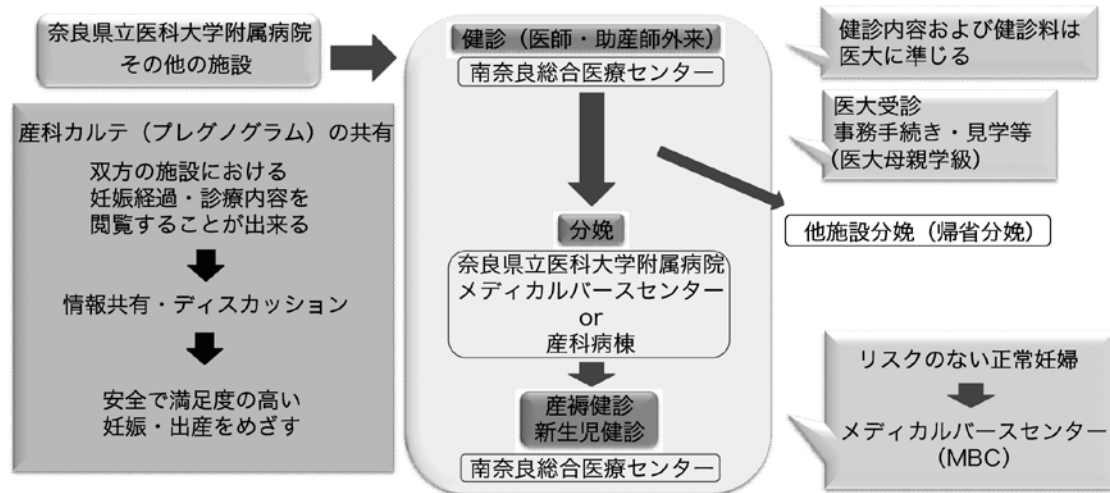 奈良県立医科大学附属病院
その他の施設
産科カルテ（プレグノグラム）の共有
双方の施設における
妊娠経過・診療内容を
閲覧することが出来る
情報共有・ディスカッション
安全で満足度の高い
妊娠・出産をめざす
健診（医師・助産師外来）
南奈良総合医療センター
分娩
奈良県立医科大学附属病院
メディカルバースセンター
or
産科病棟
産褥健診
新生児健診
南奈良総合医療センター
健診内容および健診料は
医大に準じる
医大受診
事務手続き・見学等
(医大母親学級）
他施設分娩（帰省分娩）
リスクのない正常妊婦
メディカルバースセンター
(MBC)